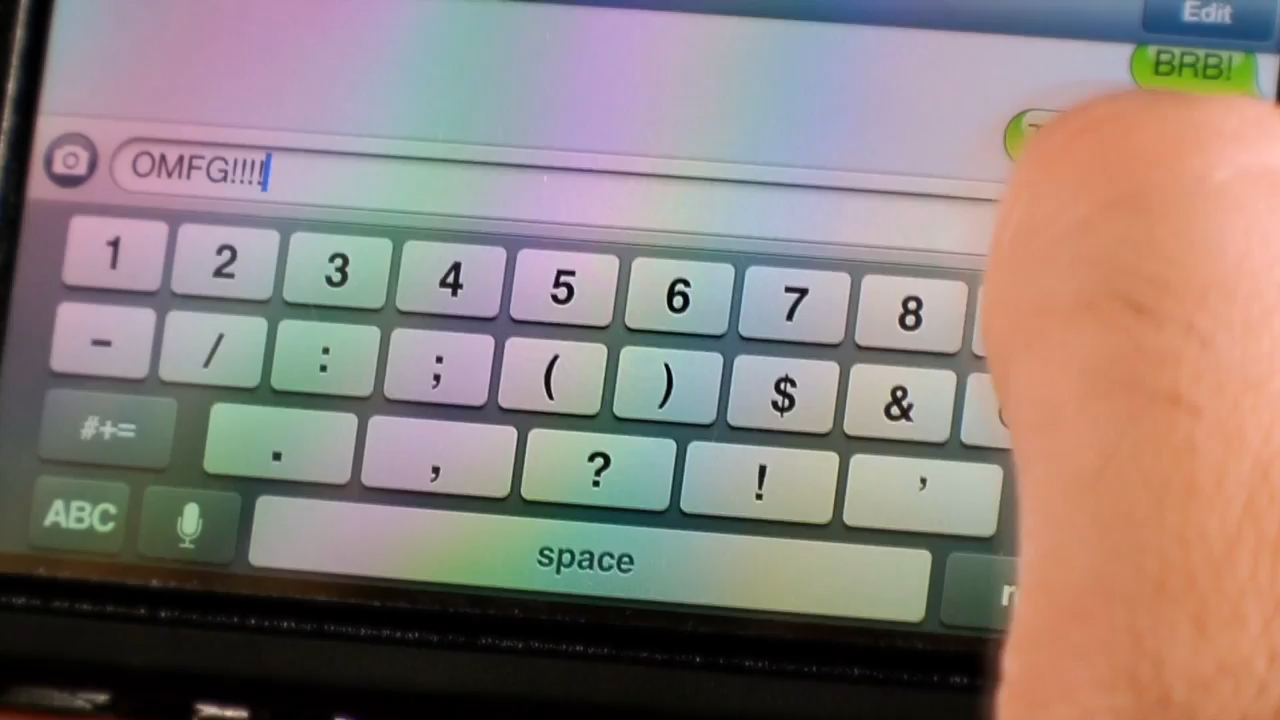 Edit
BRB!
OMFG!!!!
1 2 3 4 5 6 7 8
- / : ; ( ) $ &
#+= . , ? ! ’
ABC space